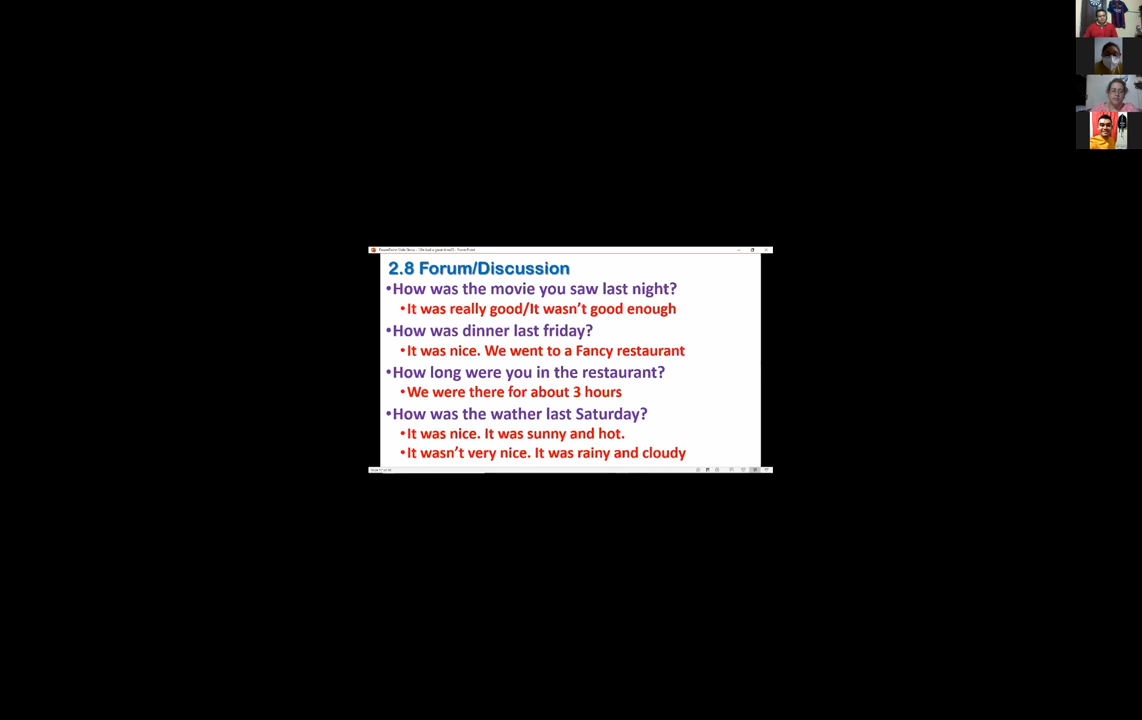 2.8 Forum/Discussion
•How was the movie you saw last night?
•It was really good/It wasn't good enough
•How was dinner last friday?
•It was nice. We went to a Fancy restaurant
•How long were you in the restaurant?
•We were there for about 3 hours
•How was the wather last Saturday?
•It was nice. It was sunny and hot.
•It wasn't very nice. It was rainy and cloudy